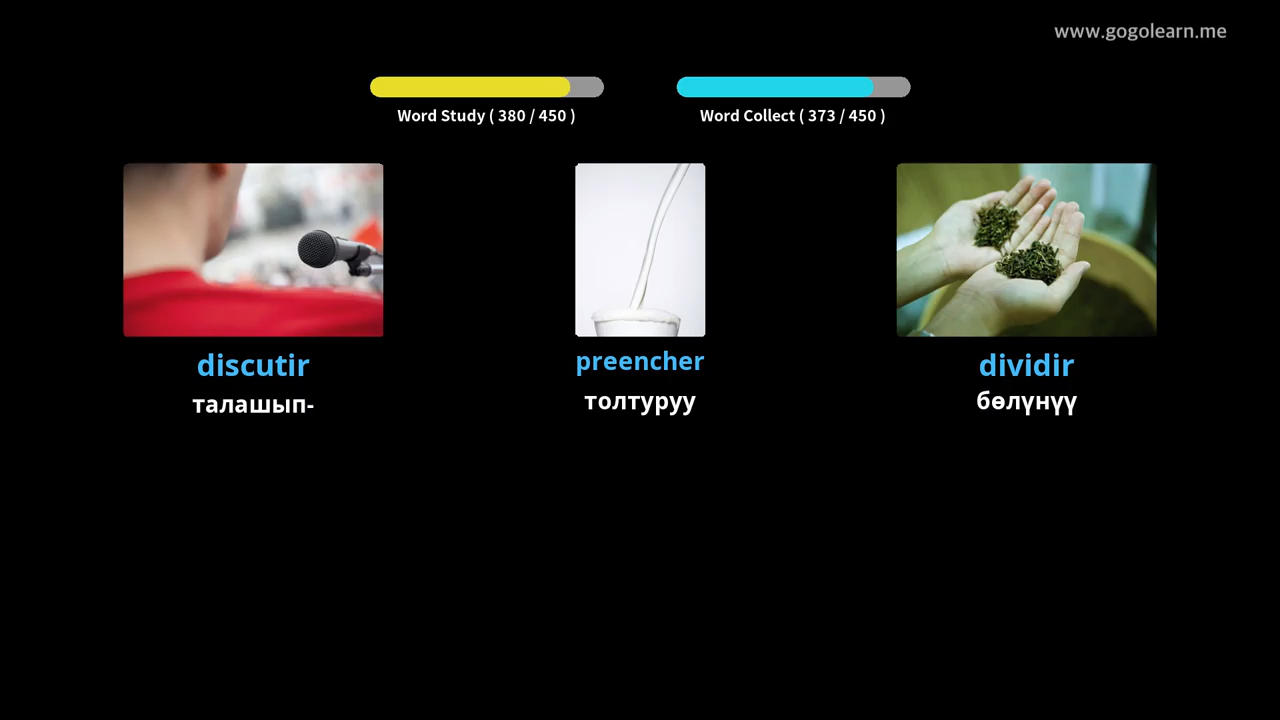 www.gogolearn.me
Word Study ( 380 / 450 )
Word Collect ( 373 / 450 )
discutir
талашып-
preencher
толтуруу
dividir
бөлүнүү